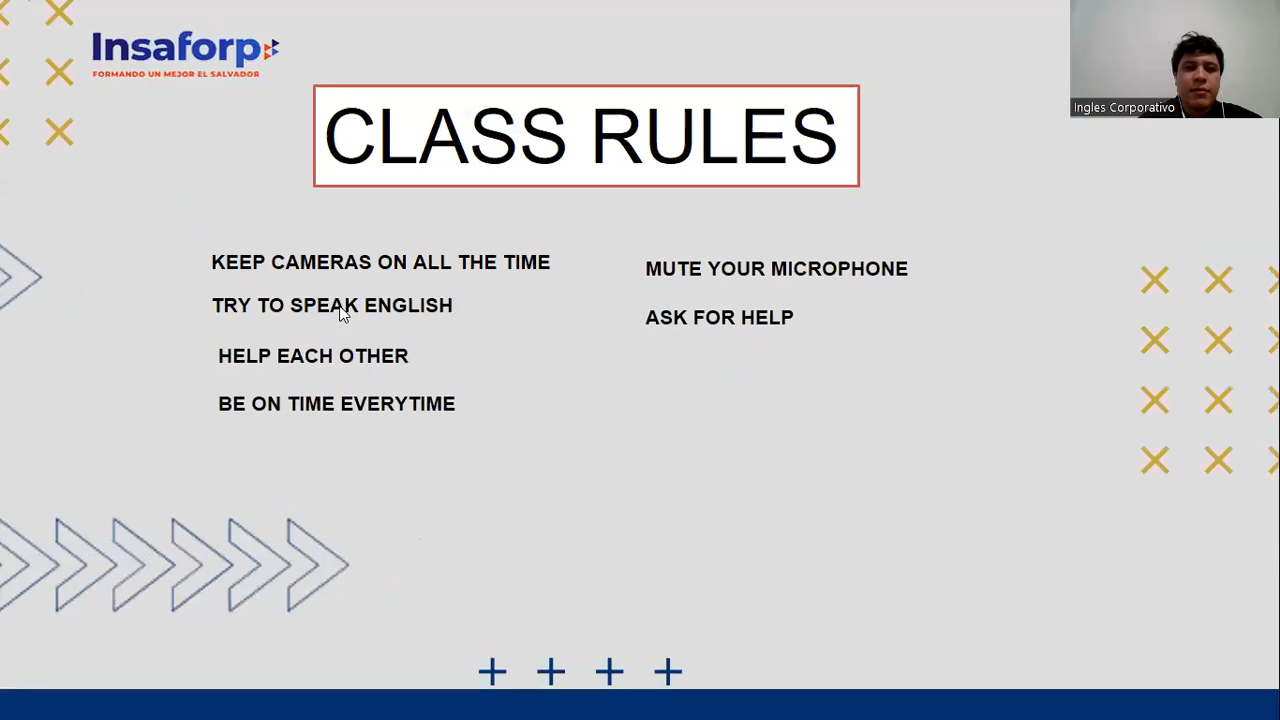 Insaforp
FORMANDO UN MEJOR EL SALVADOR
Ingles Corporativo
CLASS RULES
KEEP CAMERAS ON ALL THE TIME
TRY TO SPEAK ENGLISH
HELP EACH OTHER
BE ON TIME EVERYTIME
MUTE YOUR MICROPHONE
ASK FOR HELP